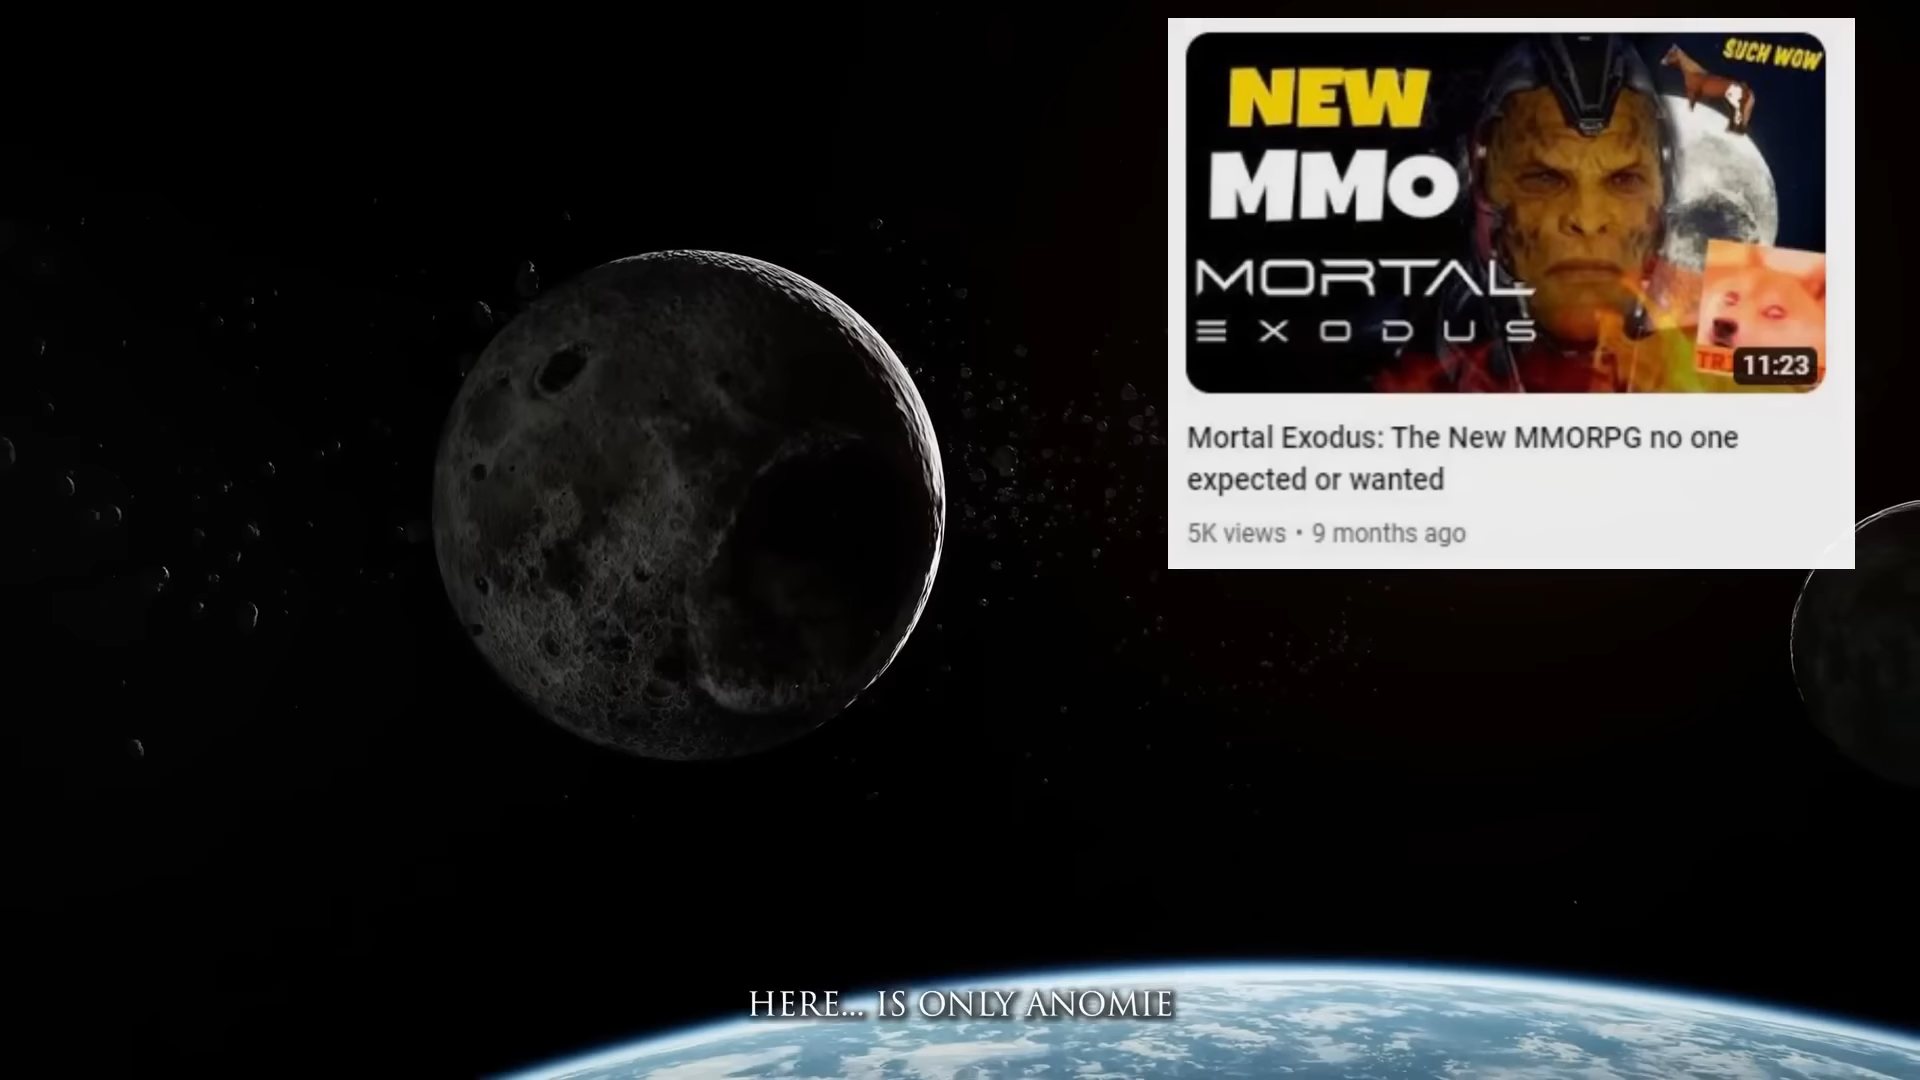 SUCH WOW
NEW
MMO
MORTAL
EXODUS
11:23
Mortal Exodus: The New MMORPG no one
expected or wanted
5K views • 9 months ago
HERE... IS ONLY ANOMIE